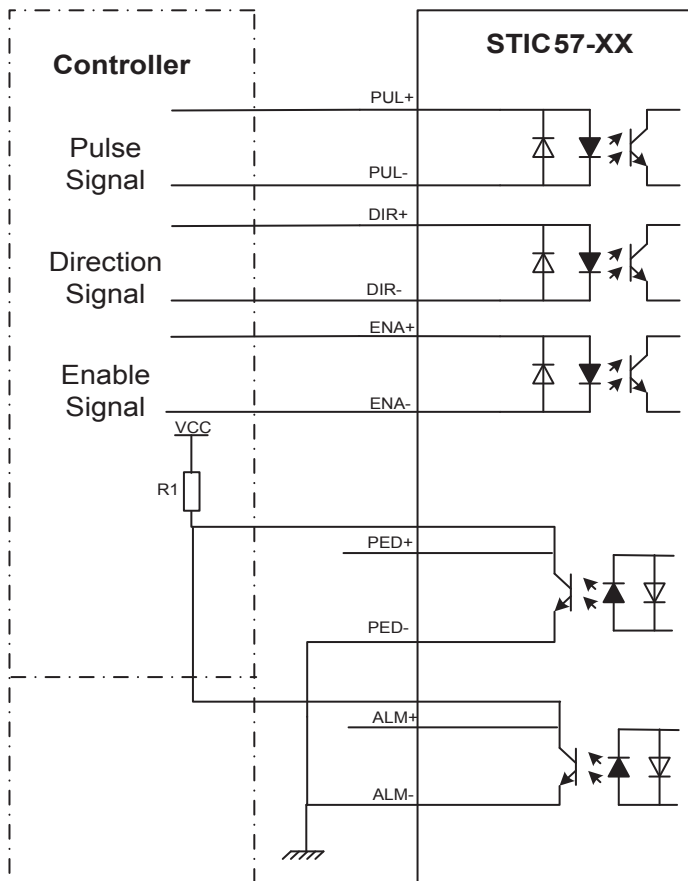 STIC57-XX
Controller
PUL+
Pulse
Signal
PUL-
DIR+
Direction
Signal
DIR-
ENA+
Enable
Signal
ENA-
VCC
R1
PED+
PED-
ALM+
ALM-